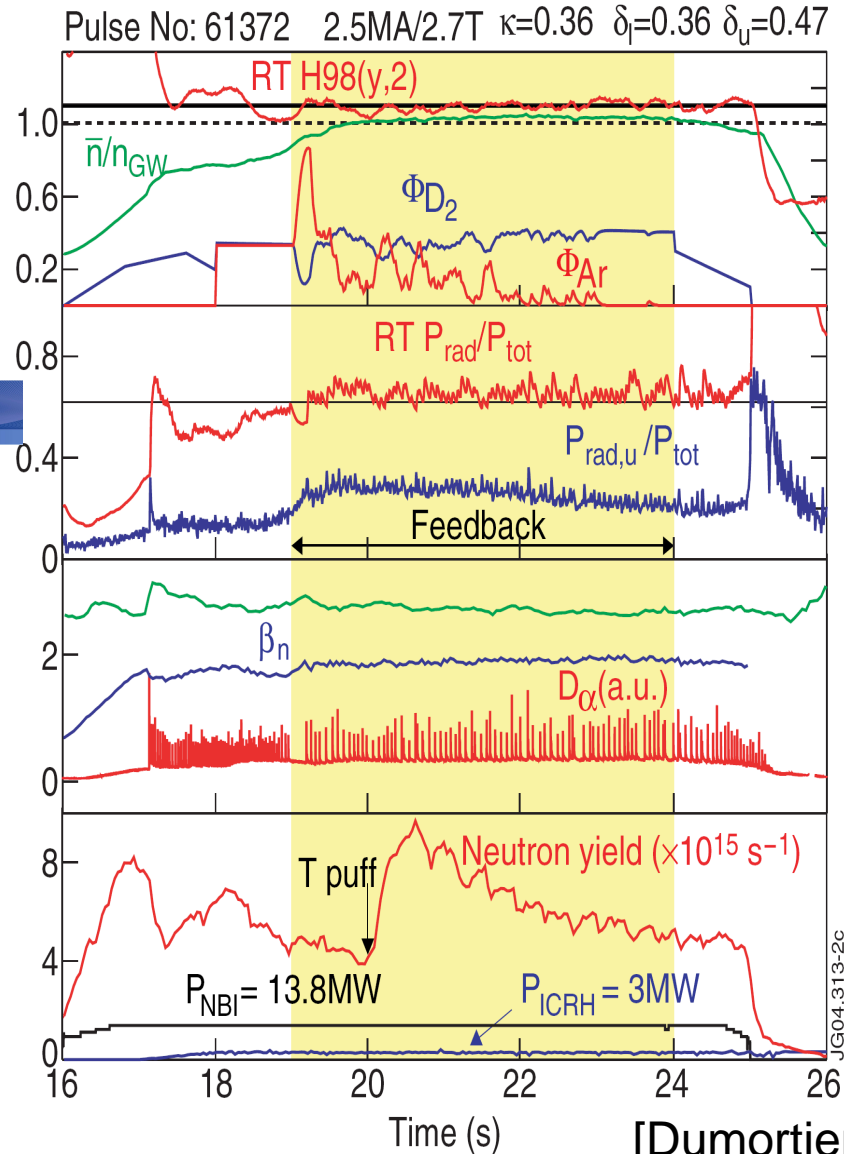 Pulse No: 61372 2.5MA/2.7T κ=0.36 δl=0.36 δu=0.47
RT H98(y,2)
1.0
n̅/nGW
0.6
ΦD2
0.2
ΦAr
RT Prad/Ptot
0.8
Prad,u /Ptot
0.4
Feedback
0
βn
2
Dα(a.u.)
0
8
Neutron yield (×10¹⁵ s⁻¹)
T puff
4
PNBI= 13.8MW
PICRH = 3MW
0
JG04.313-2c
16 18 20 22 24 26
Time (s)
[Dumortier